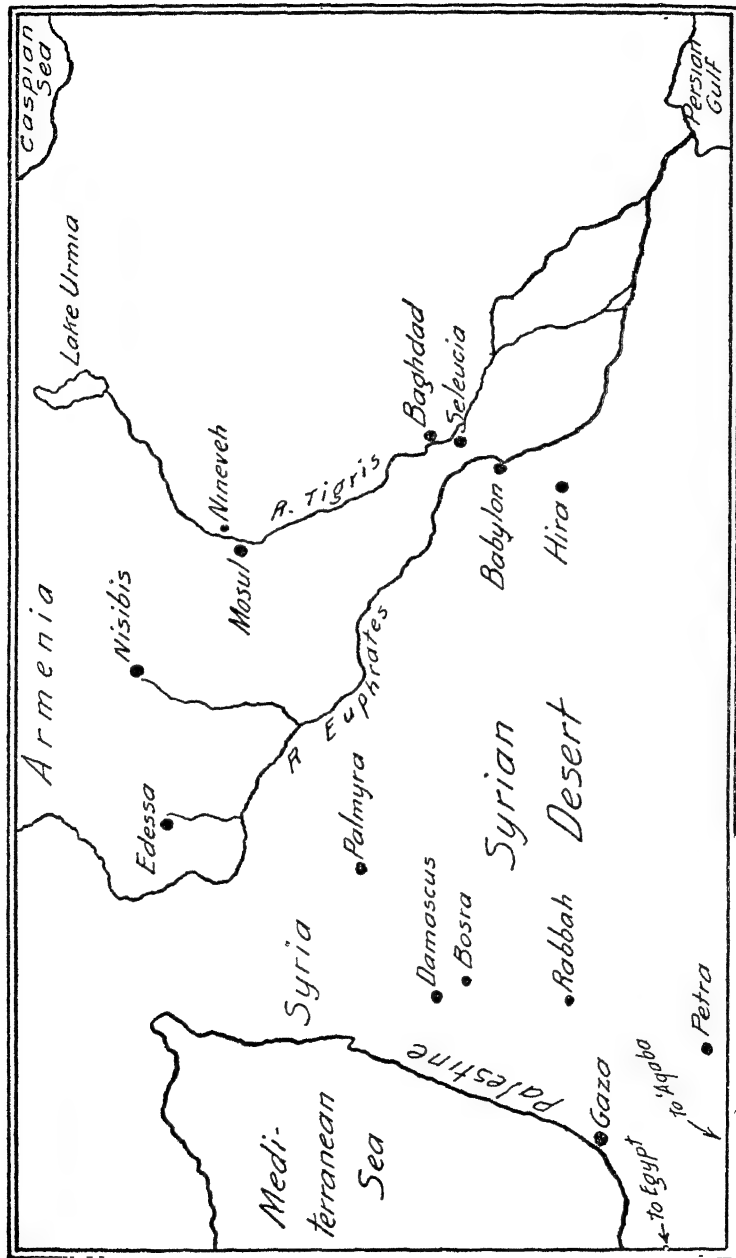 Caspian
Sea
Lake Urmia
Armenia
Nisibis
Nineveh
Mosul
Edessa
R. Tigris
Baghdad
Seleucia
R Euphrates
Babylon
Hira
Persian
Gulf
Palmyra
Syria
Syrian
Desert
Damascus
Bosra
Rabbah
Medi-
terranean
Sea
Palestine
Gaza
to Egypt
to 'Aqaba
Petra